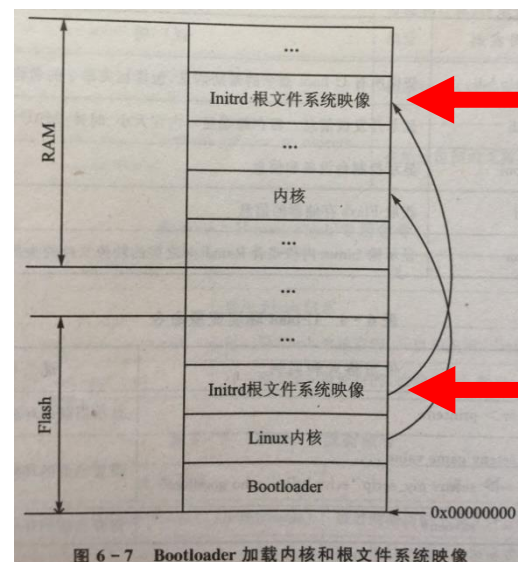 ...
Initrd 根文件系统映像
...
RAM
内核
...
...
...
Initrd根文件系统映像
Flash
Linux内核
Bootloader
0x00000000
图 6-7 Bootloader 加载内核和根文件系统映像